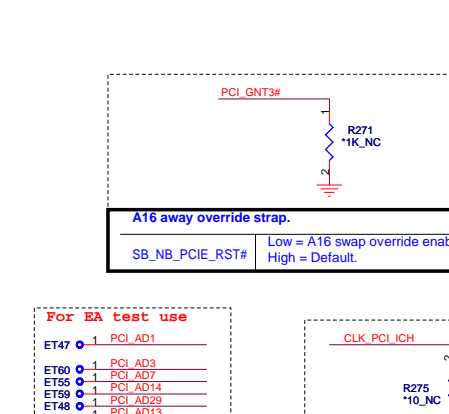 PCI_GNT3#
1
R271
*1K_NC
2
A16 away override strap.
SB_NB_PCIE_RST#
Low = A16 swap override enab
High = Default.
For EA test use
ET47 1 PCI_AD1
ET60 1 PCI_AD3
ET55 1 PCI_AD7
ET59 1 PCI_AD14
ET48 1 PCI_AD29
1 PCI_AD13
CLK_PCI_ICH
2
R275
*10_NC